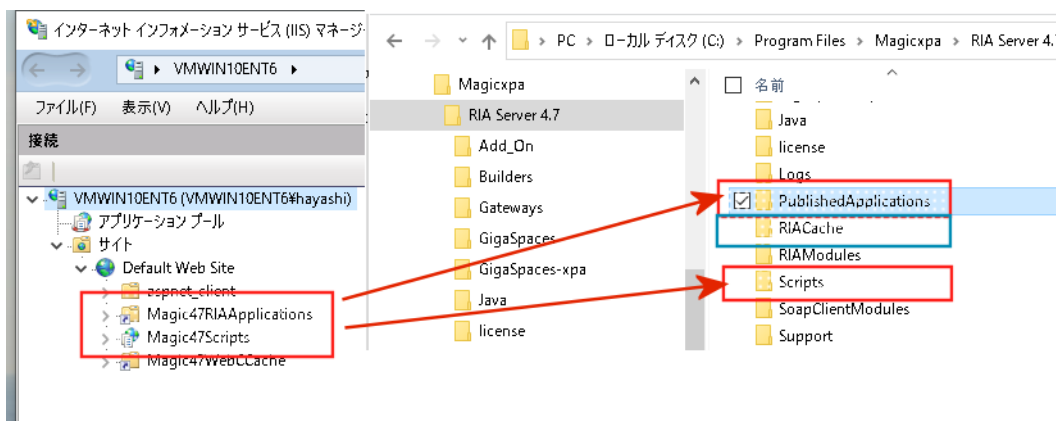 インターネット インフォメーション サービス (IIS) マネージ
VMWIN10ENT6
ファイル(F) 表示(V) ヘルプ(H)
接続
VMWIN10ENT6 (VMWIN10ENT6¥hayashi)
アプリケーション プール
サイト
Default Web Site
aspnet_client
Magic47RIAApplications
Magic47Scripts
Magic47WebCCache
PC > ローカル ディスク (C:) > Program Files > Magicxpa > RIA Server 4.7
Magicxpa
RIA Server 4.7
Add_On
Builders
Gateways
GigaSpaces
GigaSpaces-xpa
Java
license
名前
Java
license
Logs
PublishedApplications
RIACache
RIAModules
Scripts
SoapClientModules
Support